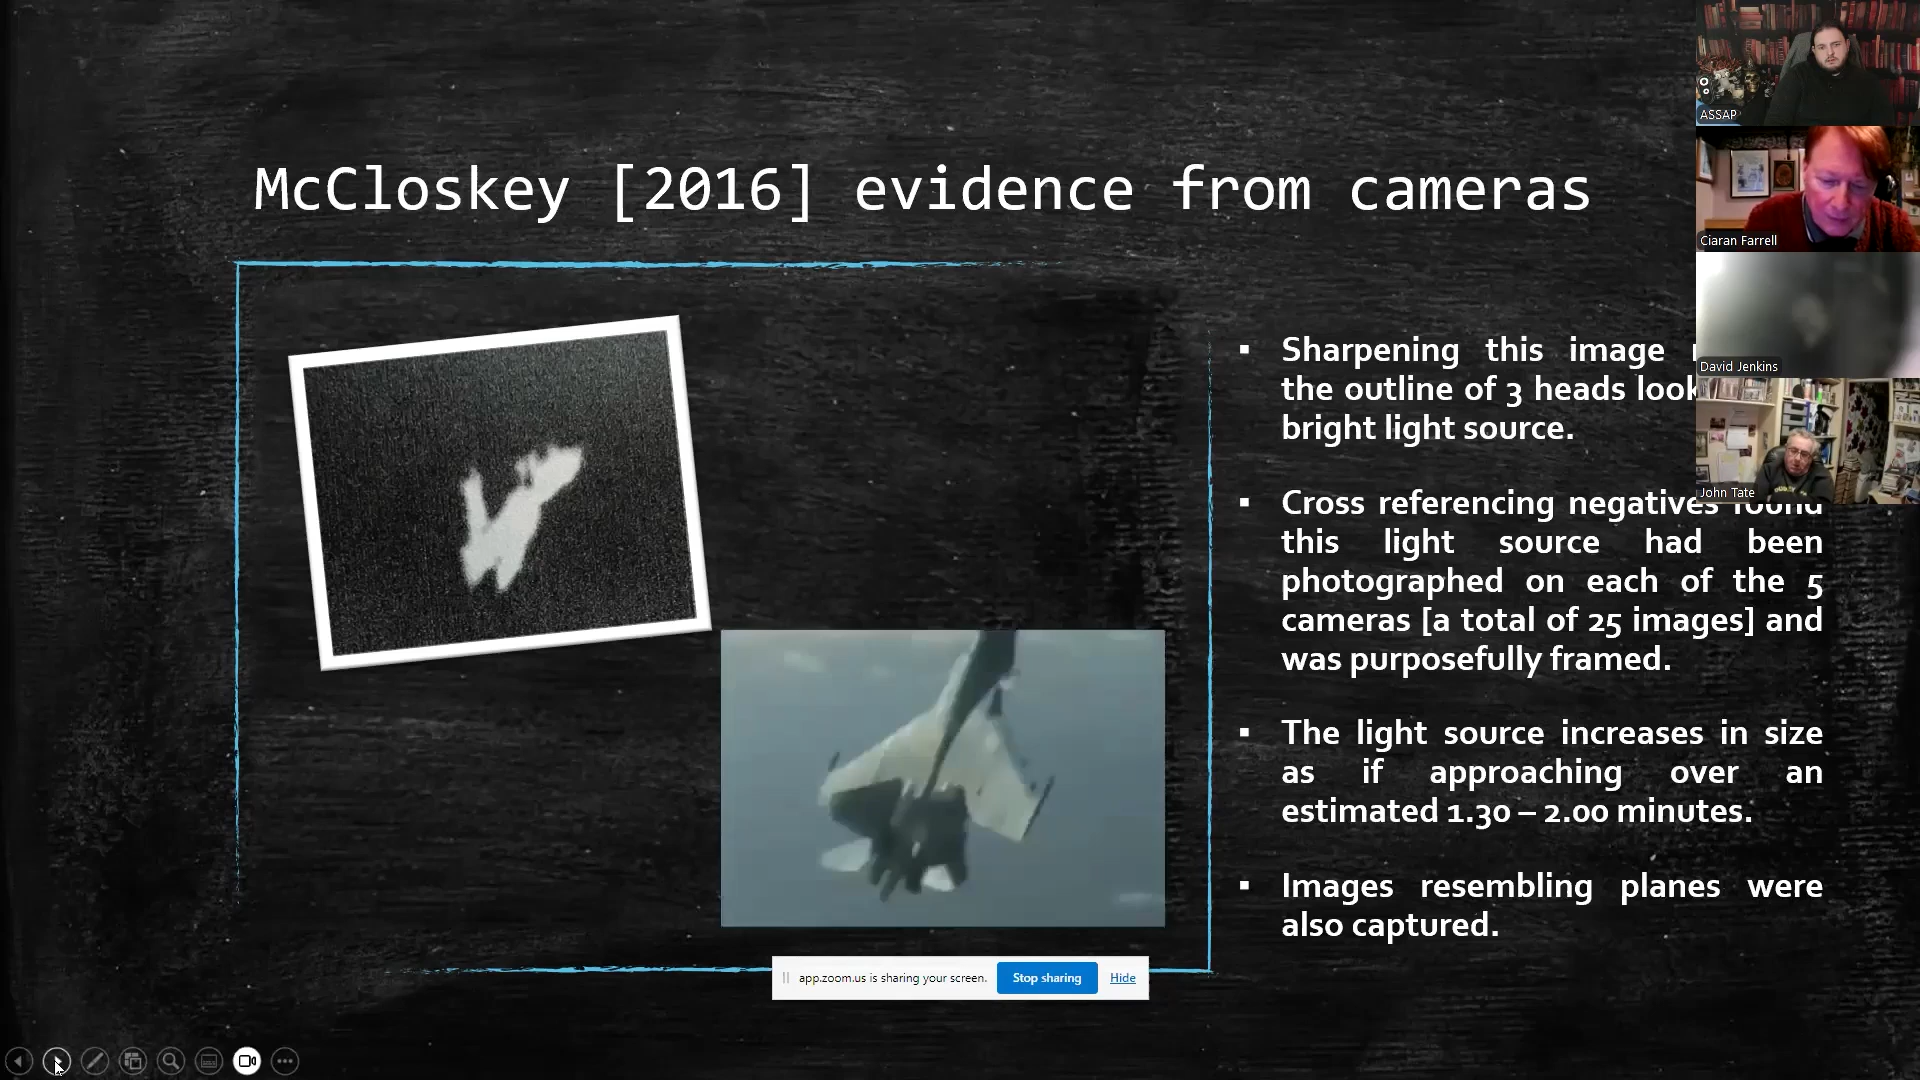 McCloskey [2016] evidence from cameras
▪ Sharpening this image
the outline of 3 heads look
bright light source.
▪ Cross referencing negatives found
this light source had been
photographed on each of the 5
cameras [a total of 25 images] and
was purposefully framed.
▪ The light source increases in size
as if approaching over an
estimated 1.30 – 2.00 minutes.
▪ Images resembling planes were
also captured.
ASSAP
Ciaran Farrell
David Jenkins
John Tate
app.zoom.us is sharing your screen.
Stop sharing
Hide